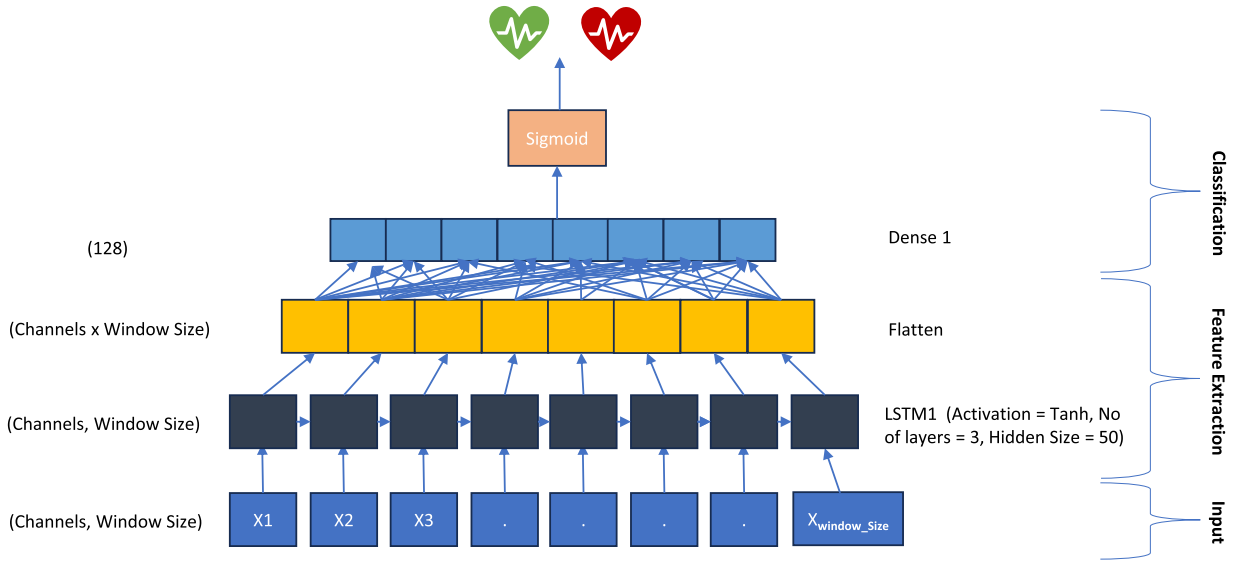 Sigmoid
Classification
(128)
Dense 1
(Channels x Window Size)
Flatten
Feature Extraction
(Channels, Window Size)
LSTM1  (Activation = Tanh, No
of layers = 3, Hidden Size = 50)
(Channels, Window Size)
X1
X2
X3
.
.
.
.
Xwindow_Size
Input